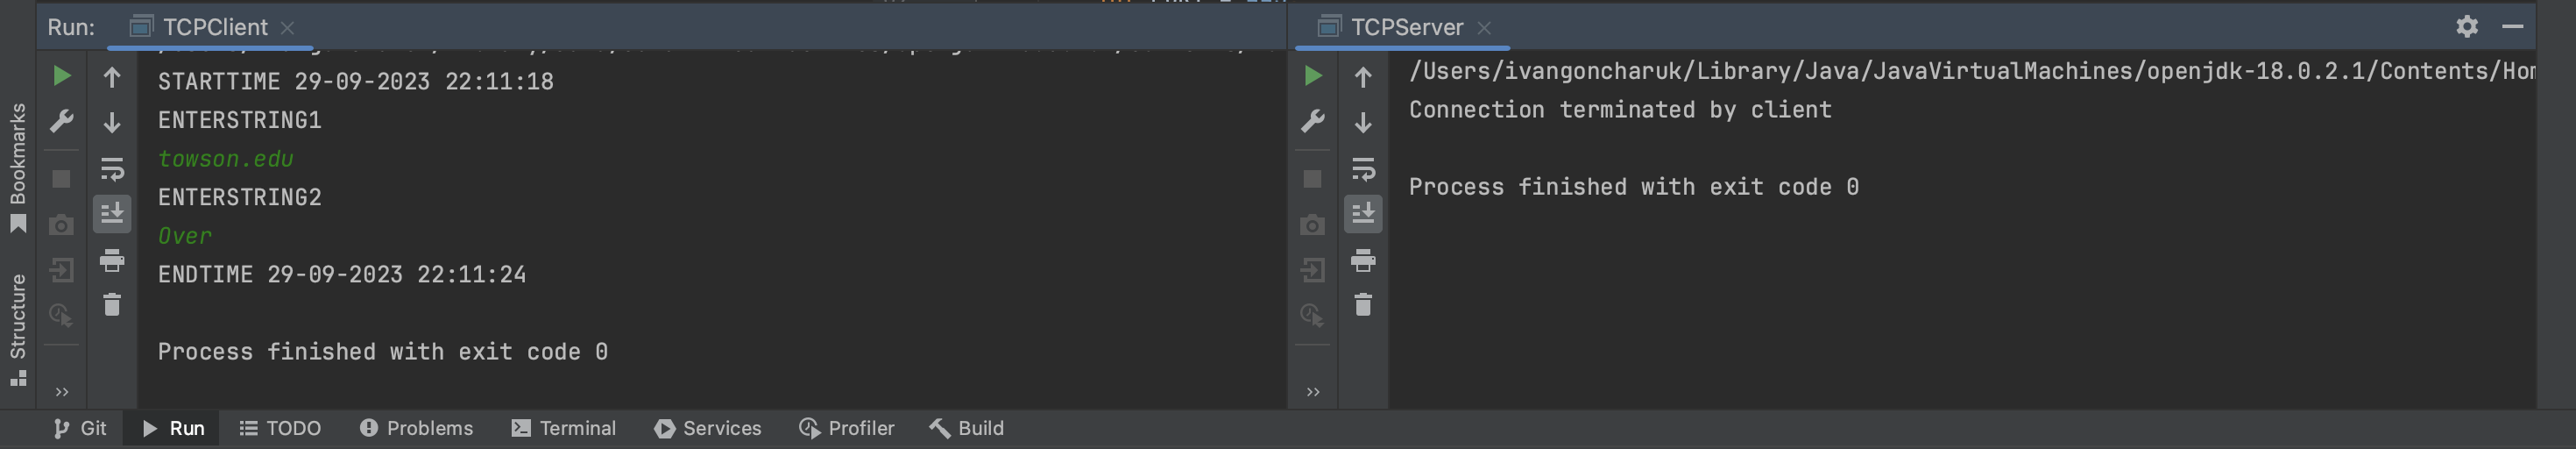 Run:
TCPClient
STARTTIME 29-09-2023 22:11:18
ENTERSTRING1
towson.edu
ENTERSTRING2
Over
ENDTIME 29-09-2023 22:11:24
Process finished with exit code 0
TCPServer
/Users/ivangoncharuk/Library/Java/JavaVirtualMachines/openjdk-18.0.2.1/Contents/Hom
Connection terminated by client
Process finished with exit code 0
Bookmarks
Structure
Git
Run
TODO
Problems
Terminal
Services
Profiler
Build